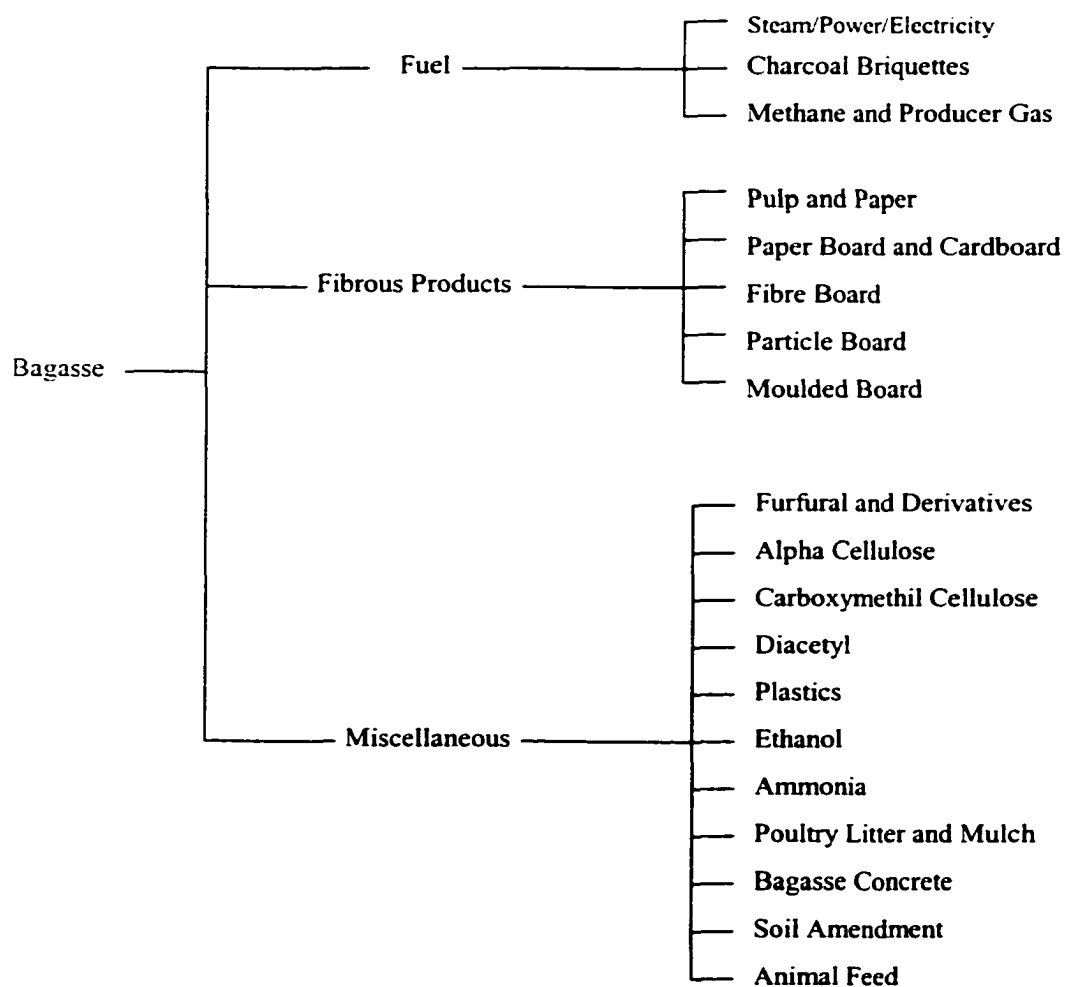 Steam/Power/Electricity
Fuel
Charcoal Briquettes
Methane and Producer Gas
Pulp and Paper
Paper Board and Cardboard
Fibrous Products
Fibre Board
Particle Board
Bagasse
Moulded Board
Furfural and Derivatives
Alpha Cellulose
Carboxymethil Cellulose
Diacetyl
Plastics
Miscellaneous
Ethanol
Ammonia
Poultry Litter and Mulch
Bagasse Concrete
Soil Amendment
Animal Feed